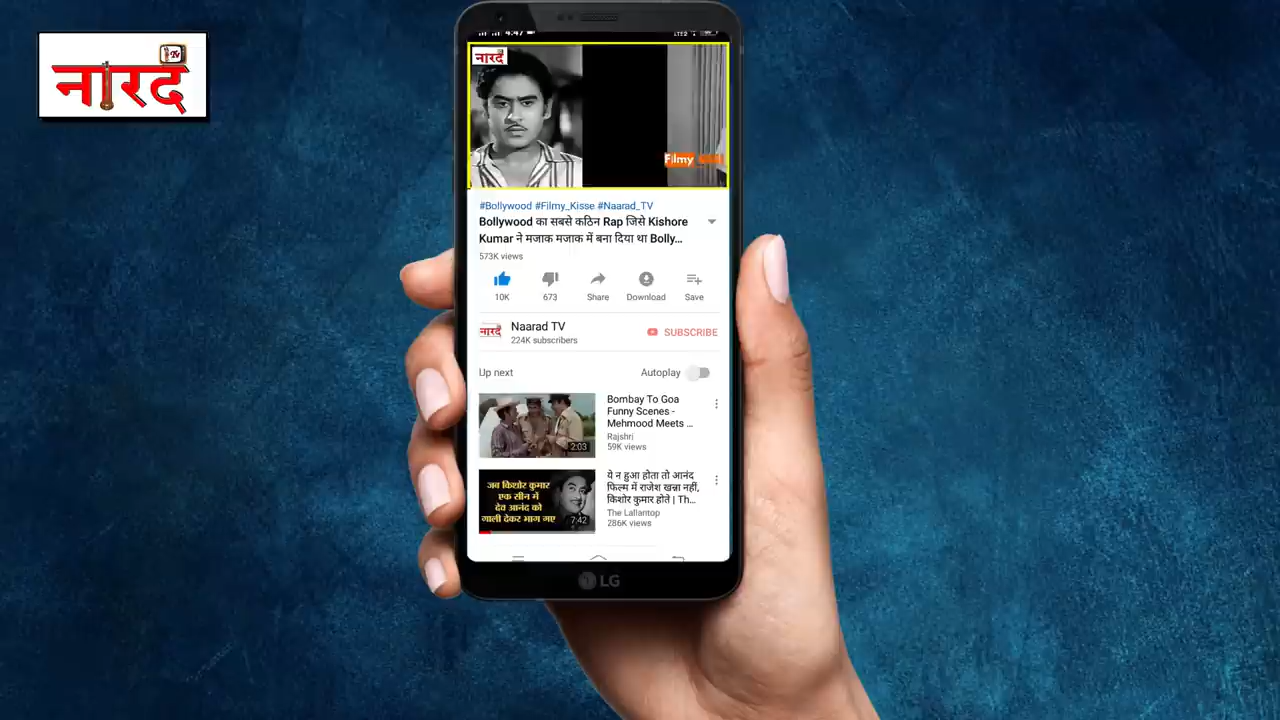 नारद
Tv
4:47
LTE2
नारद
Filmy
#Bollywood #Filmy_Kisse #Naarad_TV
Bollywood का सबसे कठिन Rap जिसे Kishore
Kumar ने मजाक मजाक में बना दिया था Bolly...
573K views
10K
673
Share
Download
Save
नारद
Naarad TV
224K subscribers
SUBSCRIBE
Up next
Autoplay
Bombay To Goa
Funny Scenes -
Mehmood Meets ...
Rajshri
59K views
2:03
जब किशोर कुमार
एक सीन में
देव आनंद को
गाली देकर भाग गए
7:42
ये न हुआ होता तो आनंद
फिल्म में राजेश खन्ना नहीं,
किशोर कुमार होते | Th...
The Lallantop
286K views
LG